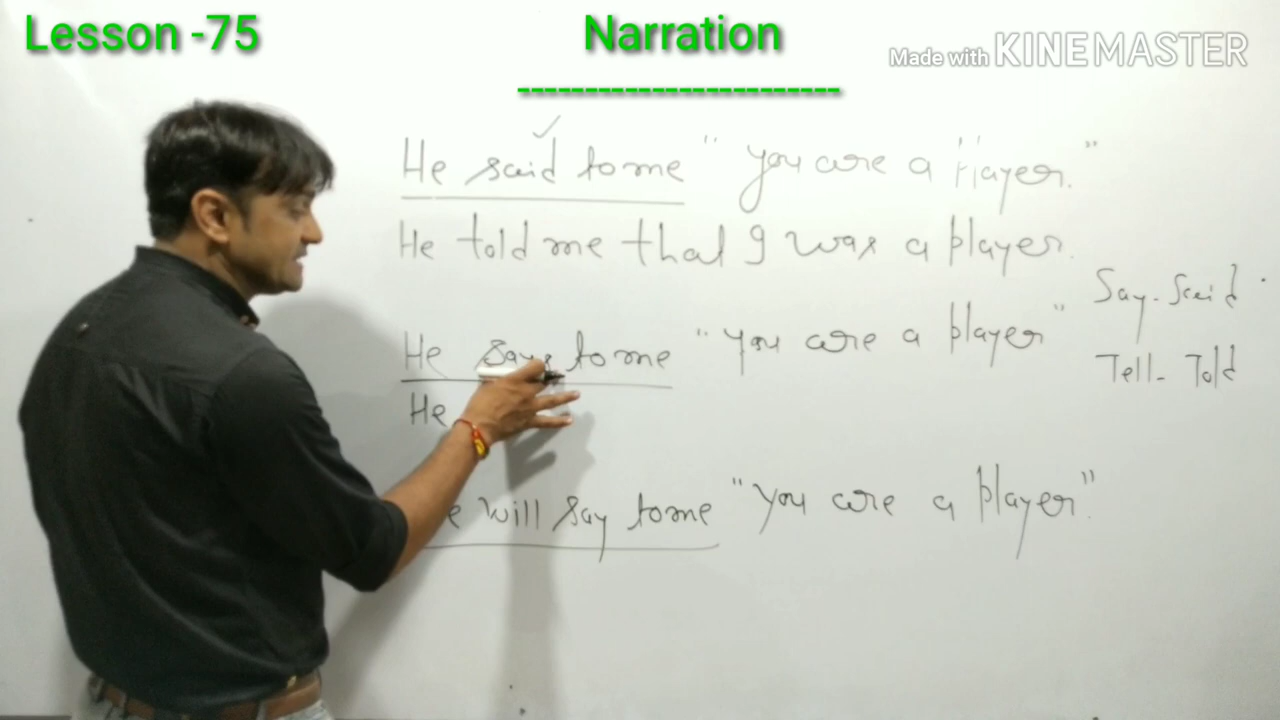 Lesson -75
Narration
Made with KINEMASTER
------------------------
He said to me " you are a player."
He told me that I was a player.
Say - Said
He says to me "you are a player"
Tell - Told
He
will say to me "you are a player".